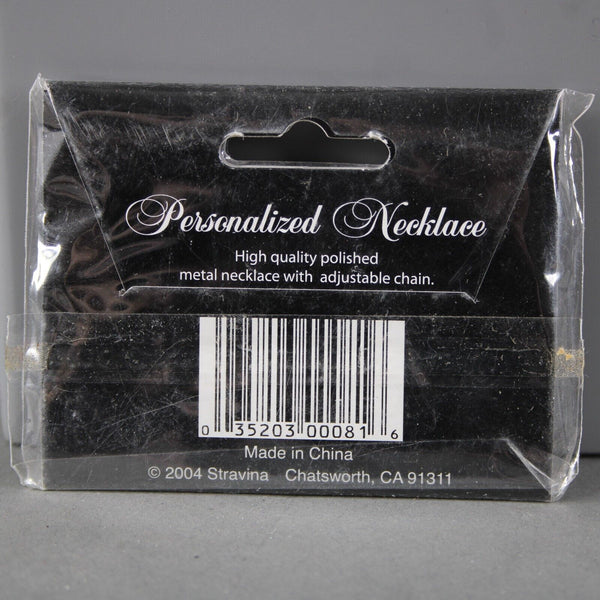 Personalized Necklace
High quality polished
metal necklace with adjustable chain.
0 35203 00081 6
Made in China
© 2004 Stravina Chatsworth, CA 91311